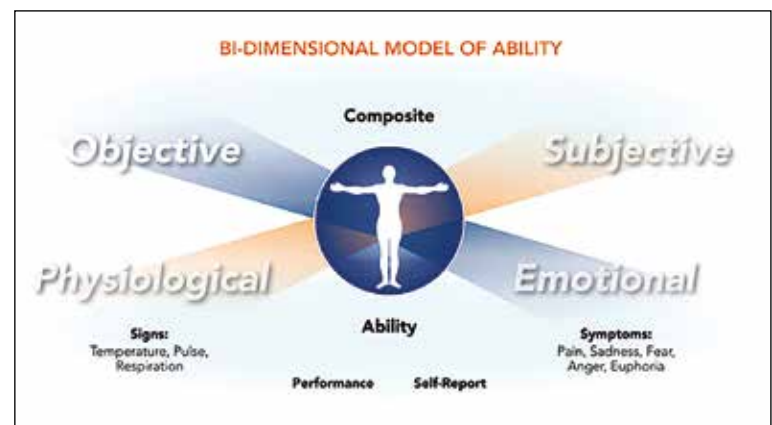 BI-DIMENSIONAL MODEL OF ABILITY
Composite
Objective
Subjective
Physiological
Emotional
Signs:
Temperature, Pulse,
Respiration
Ability
Symptoms:
Pain, Sadness, Fear,
Anger, Euphoria
Performance
Self-Report